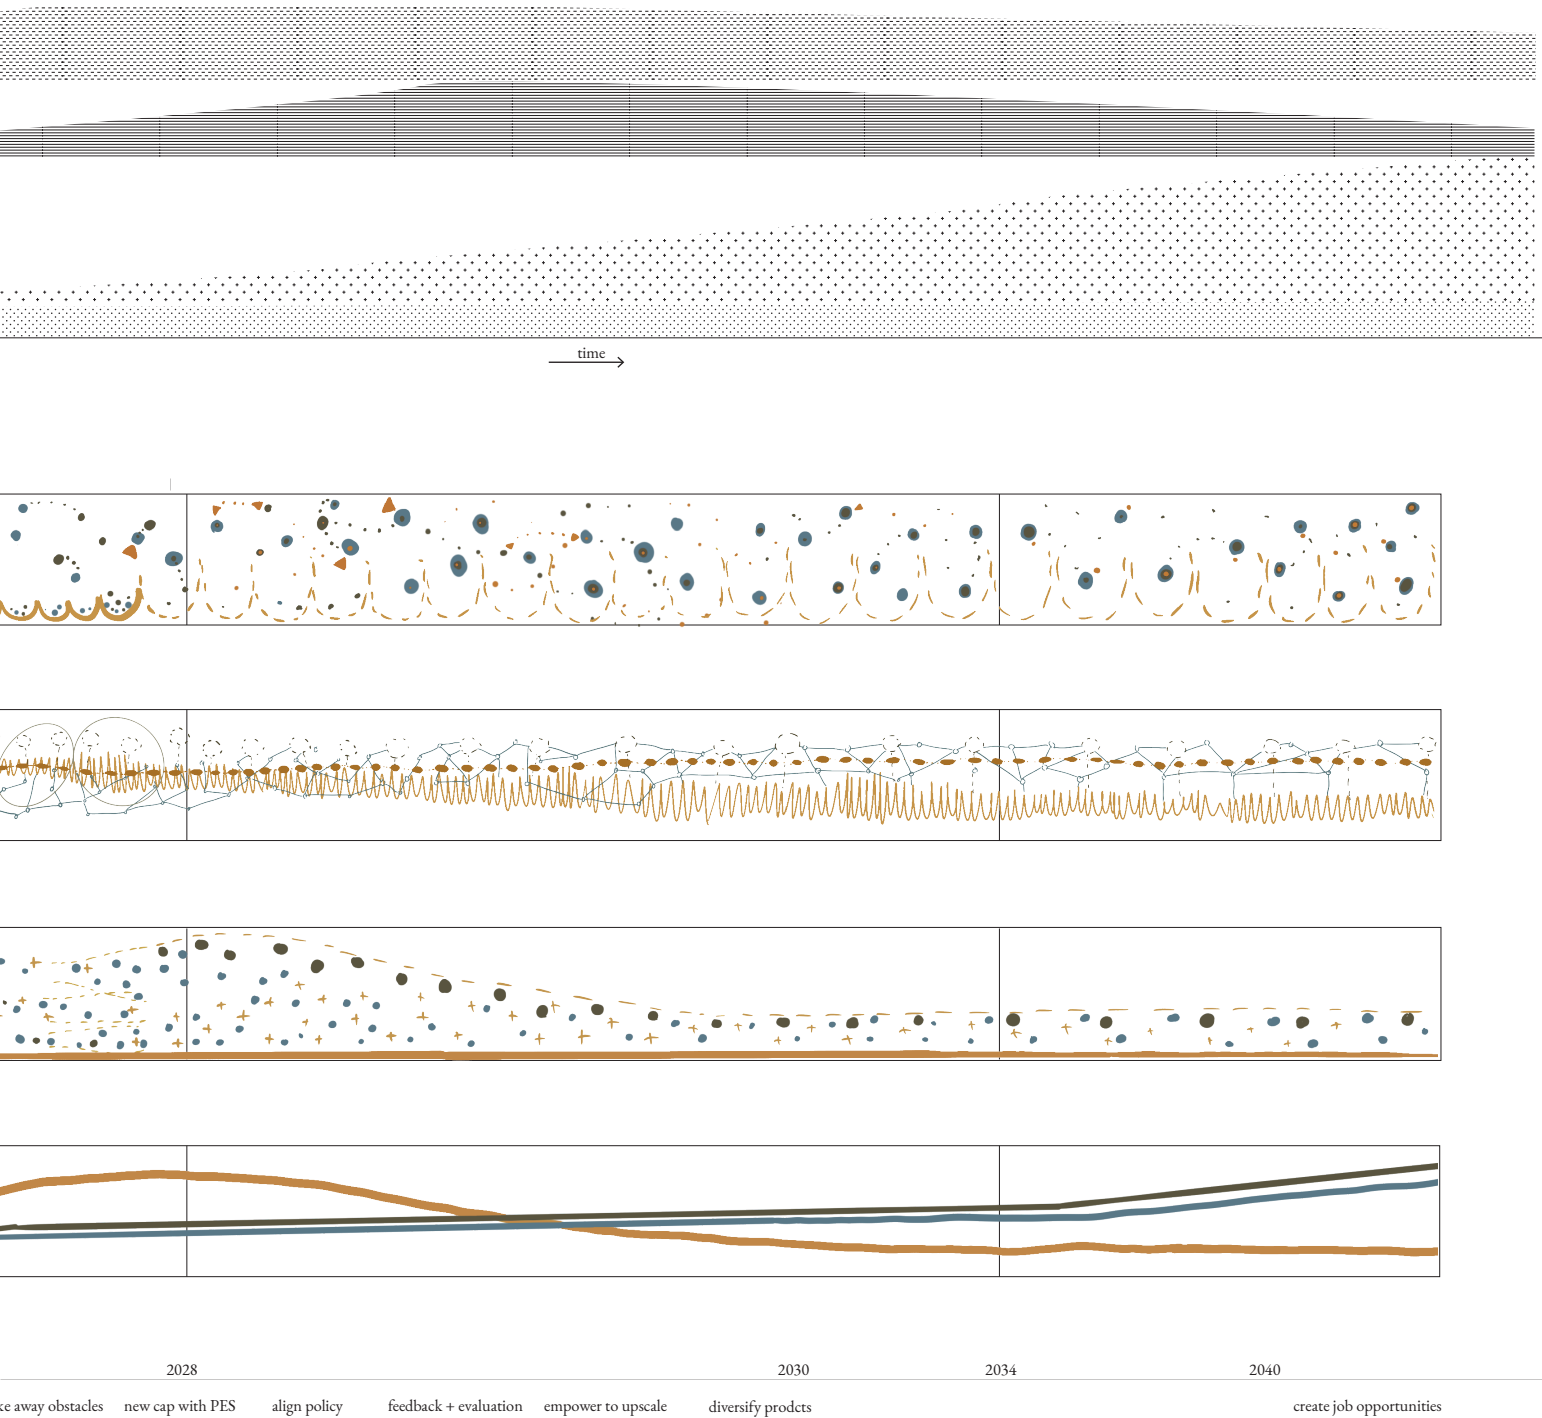 time
2028 2030 2034 2040
ke away obstacles new cap with PES align policy feedback + evaluation empower to upscale diversify prodcts create job opportunities